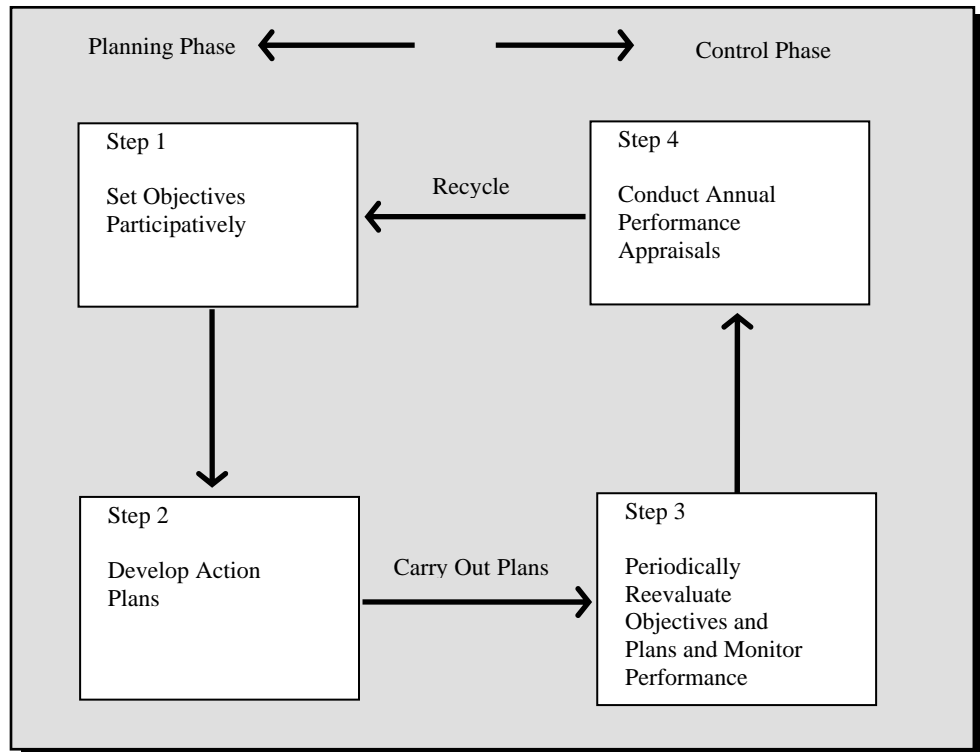 Planning Phase
Control Phase
Step 1
Set Objectives
Participatively
Recycle
Step 4
Conduct Annual
Performance
Appraisals
Step 2
Develop Action
Plans
Carry Out Plans
Step 3
Periodically
Reevaluate
Objectives and
Plans and Monitor
Performance